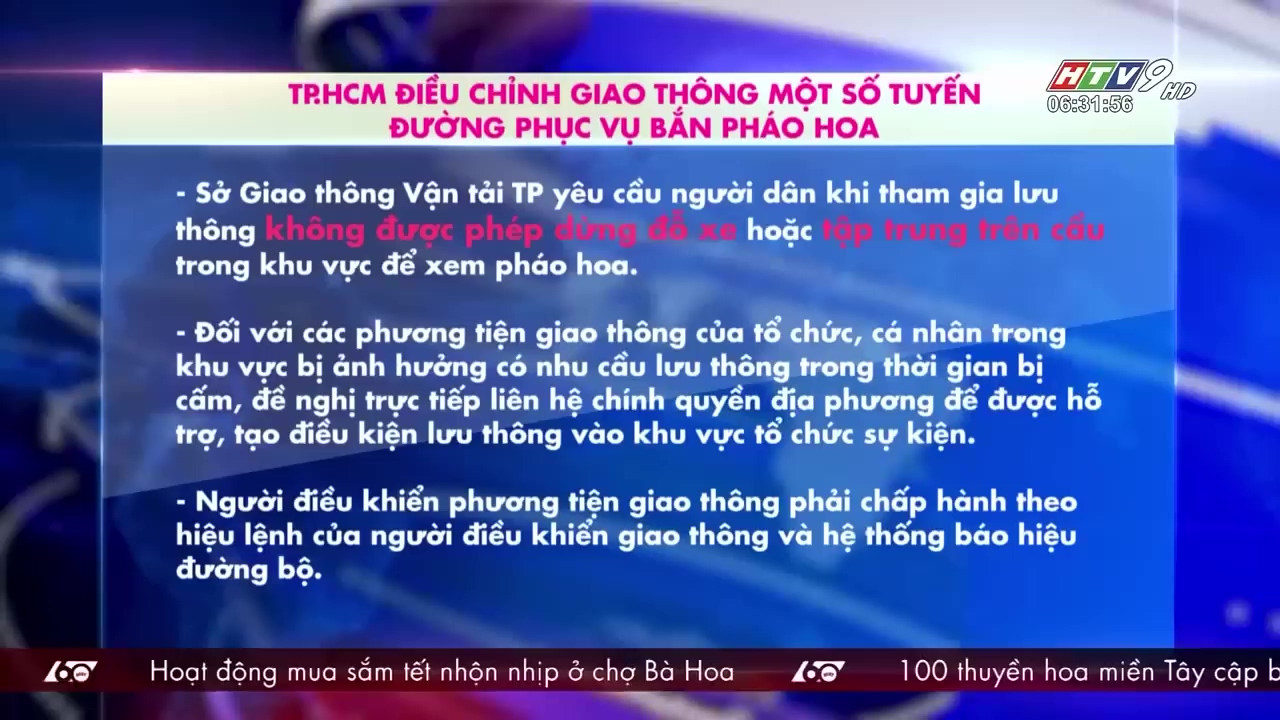 TP.HCM ĐIỀU CHỈNH GIAO THÔNG MỘT SỐ TUYẾN
ĐƯỜNG PHỤC VỤ BẮN PHÁO HOA
HTV9 HD
06:31:56
- Sở Giao thông Vận tải TP yêu cầu người dân khi tham gia lưu
thông không được phép dừng đỗ xe hoặc tập trung trên cầu
trong khu vực để xem pháo hoa.
- Đối với các phương tiện giao thông của tổ chức, cá nhân trong
khu vực bị ảnh hưởng có nhu cầu lưu thông trong thời gian bị
cấm, đề nghị trực tiếp liên hệ chính quyền địa phương để được hỗ
trợ, tạo điều kiện lưu thông vào khu vực tổ chức sự kiện.
- Người điều khiển phương tiện giao thông phải chấp hành theo
hiệu lệnh của người điều khiển giao thông và hệ thống báo hiệu
đường bộ.
60 giây Hoạt động mua sắm tết nhộn nhịp ở chợ Bà Hoa 60 giây 100 thuyền hoa miền Tây cập b